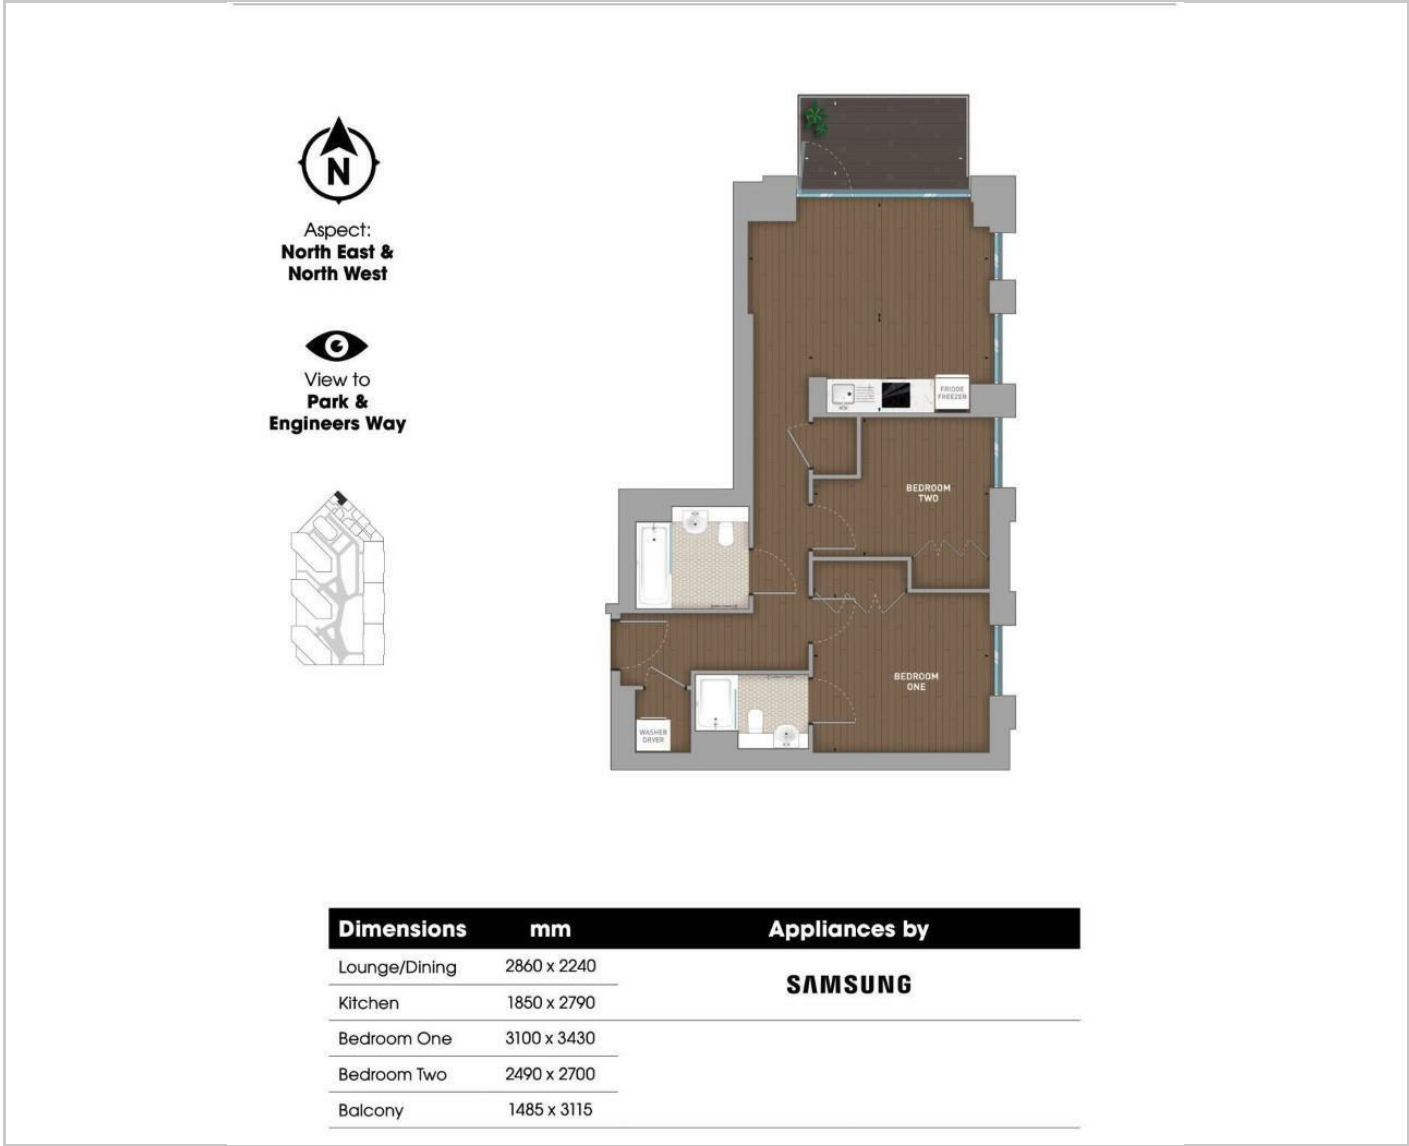 N
Aspect:
North East &
North West
View to
Park &
Engineers Way
FRIDGE
FREEZER
BEDROOM
TWO
BEDROOM
ONE
WASHER
DRYER
Dimensions mm Appliances by
Lounge/Dining 2860 x 2240
SAMSUNG
Kitchen 1850 x 2790
Bedroom One 3100 x 3430
Bedroom Two 2490 x 2700
Balcony 1485 x 3115